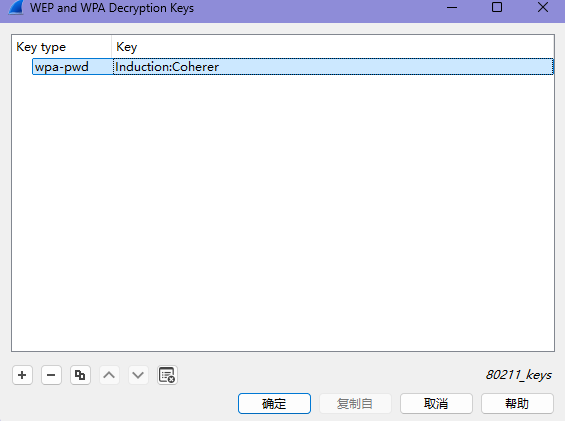 WEP and WPA Decryption Keys
Key type Key
wpa-pwd Induction:Coherer
80211_keys
确定 复制自 取消 帮助